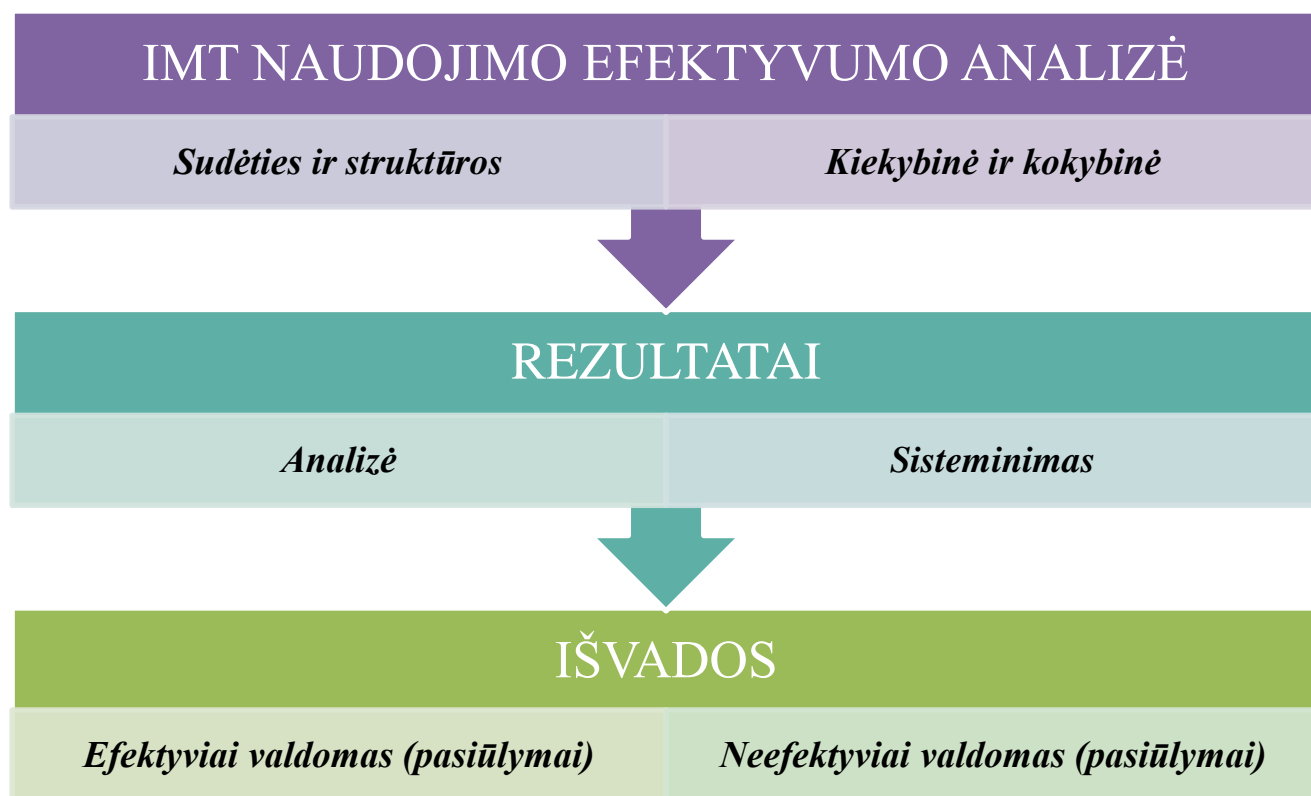 IMT NAUDOJIMO EFEKTYVUMO ANALIZĖ
Sudėties ir struktūros
Kiekybinė ir kokybinė
REZULTATAI
Analizė
Sisteminimas
IŠVADOS
Efektyviai valdomas (pasiūlymai)
Neefektyviai valdomas (pasiūlymai)